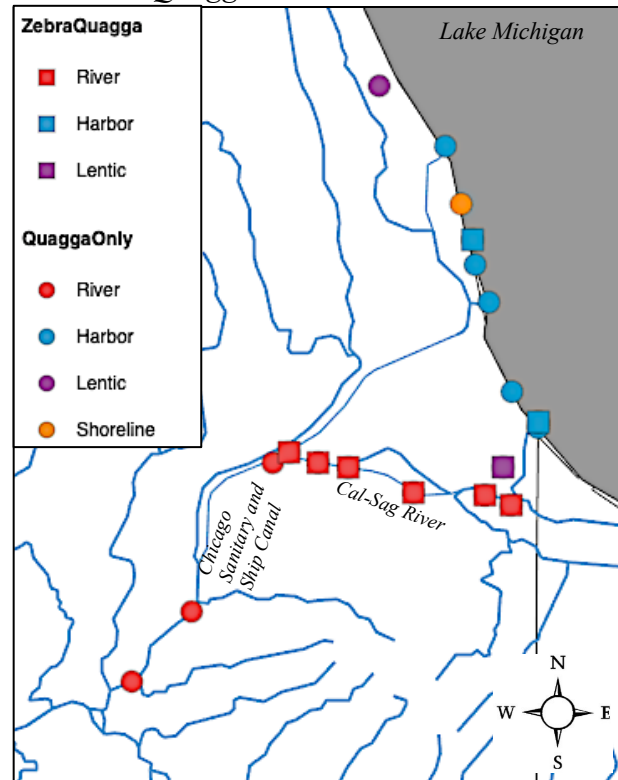 Quagga
ZebraQuagga
River
Harbor
Lentic
QuaggaOnly
River
Harbor
Lentic
Shoreline
Lake Michigan
Cal-Sag River
Chicago
Sanitary and
Ship Canal
N
W
E
S